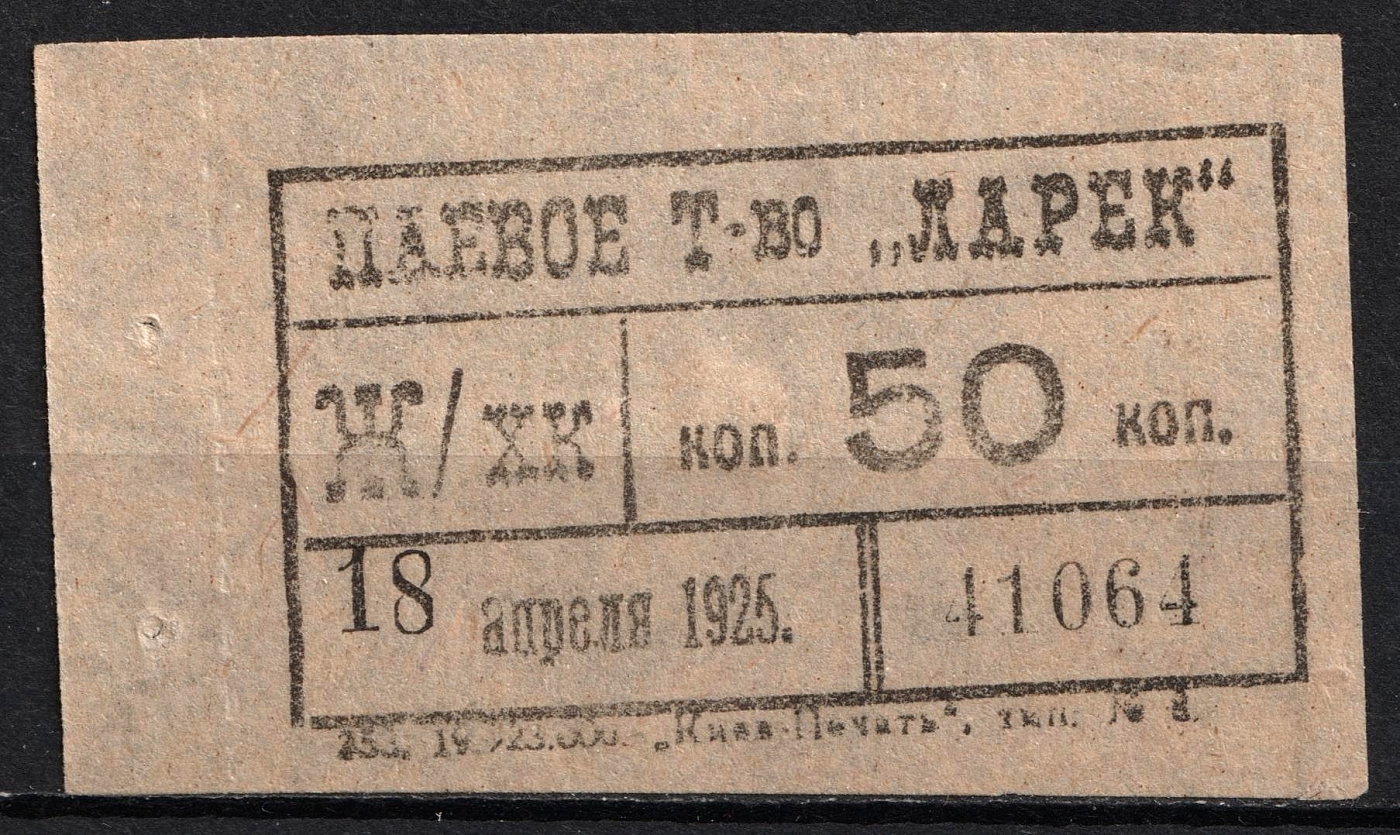 ПАЕВОЕ Т-ВО „ЛАРЕК“
Ж/ХК
коп. 50 коп.
18 апреля 1925.
41064
„Киев-Печать“, тип. №